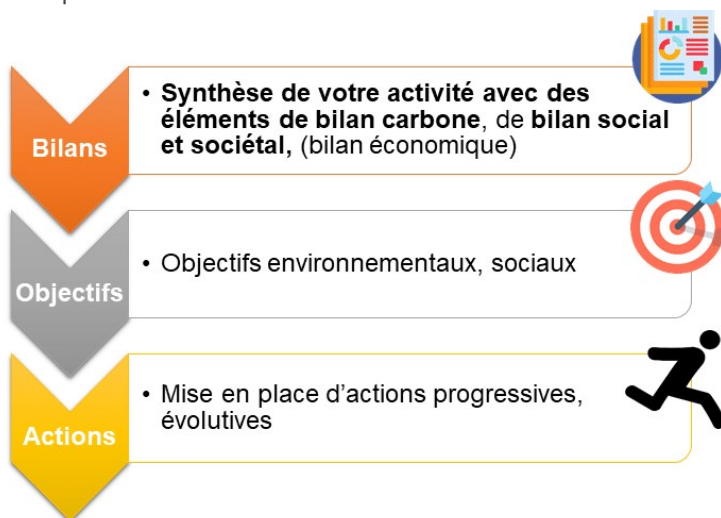 Bilans
• Synthèse de votre activité avec des
éléments de bilan carbone, de bilan social
et sociétal, (bilan économique)
Objectifs
• Objectifs environnementaux, sociaux
Actions
• Mise en place d’actions progressives,
évolutives